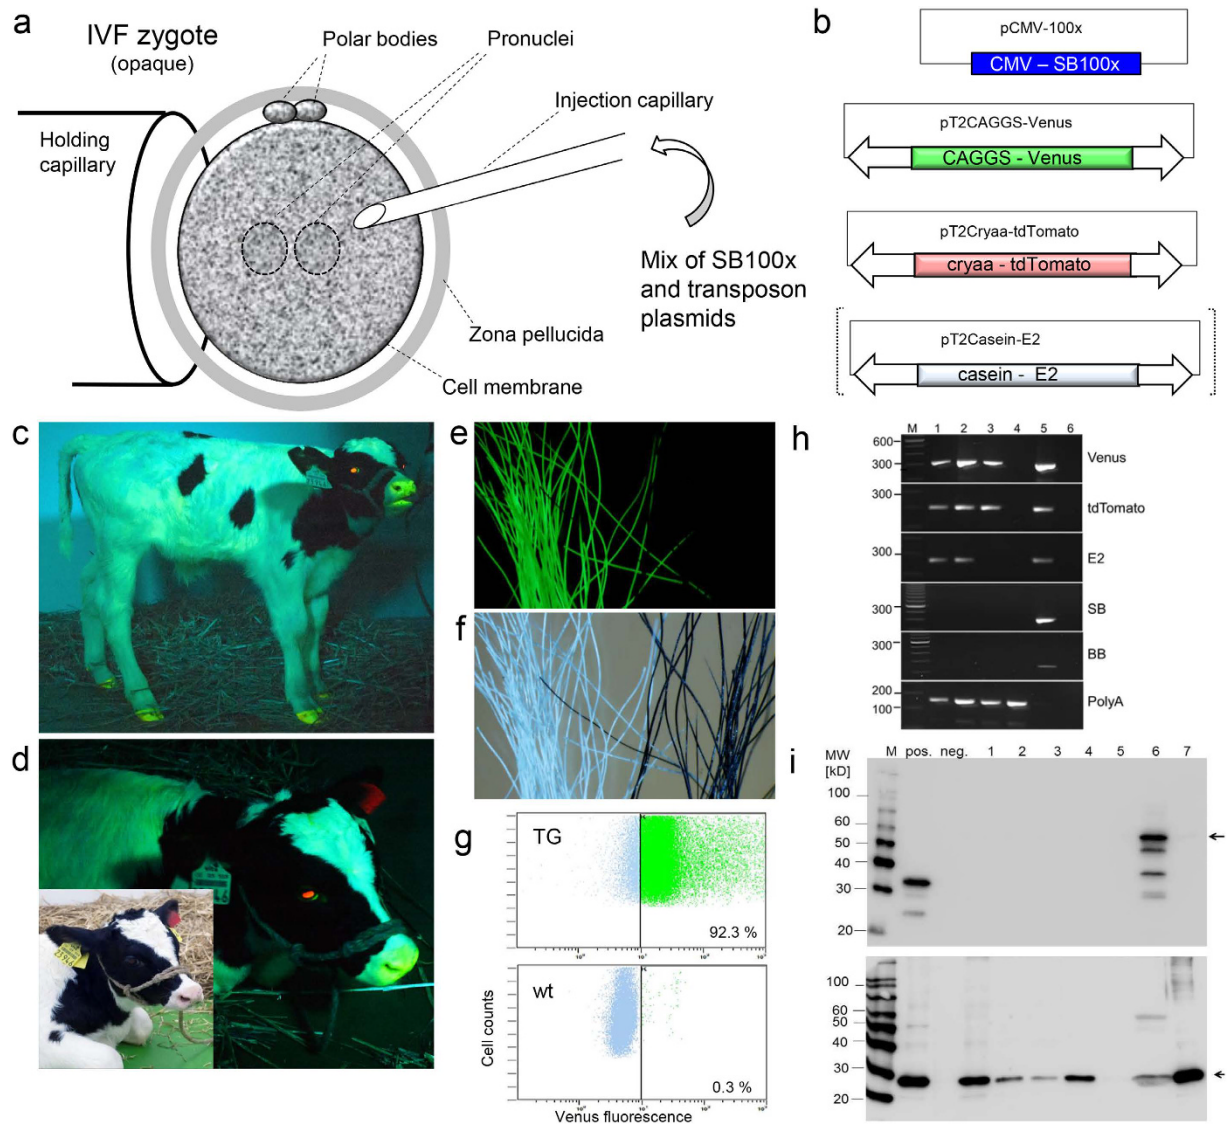 a
IVF zygote
(opaque)
Polar bodies
Pronuclei
Injection capillary
Holding
capillary
Mix of SB100x
and transposon
plasmids
Zona pellucida
Cell membrane
b
pCMV-100x
CMV – SB100x
pT2CAGGS-Venus
CAGGS - Venus
pT2Cryaa-tdTomato
cryaa - tdTomato
pT2Casein-E2
casein - E2
c
d
e
f
g
TG
92.3 %
wt
0.3 %
Cell counts
Venus fluorescence
h
M 1 2 3 4 5 6
600
300
Venus
300
tdTomato
300
E2
300
SB
300
BB
200
100
PolyA
i
MW
[kD]
M pos. neg. 1 2 3 4 5 6 7
100
60
50
40
30
20
100
60
50
40
30
20